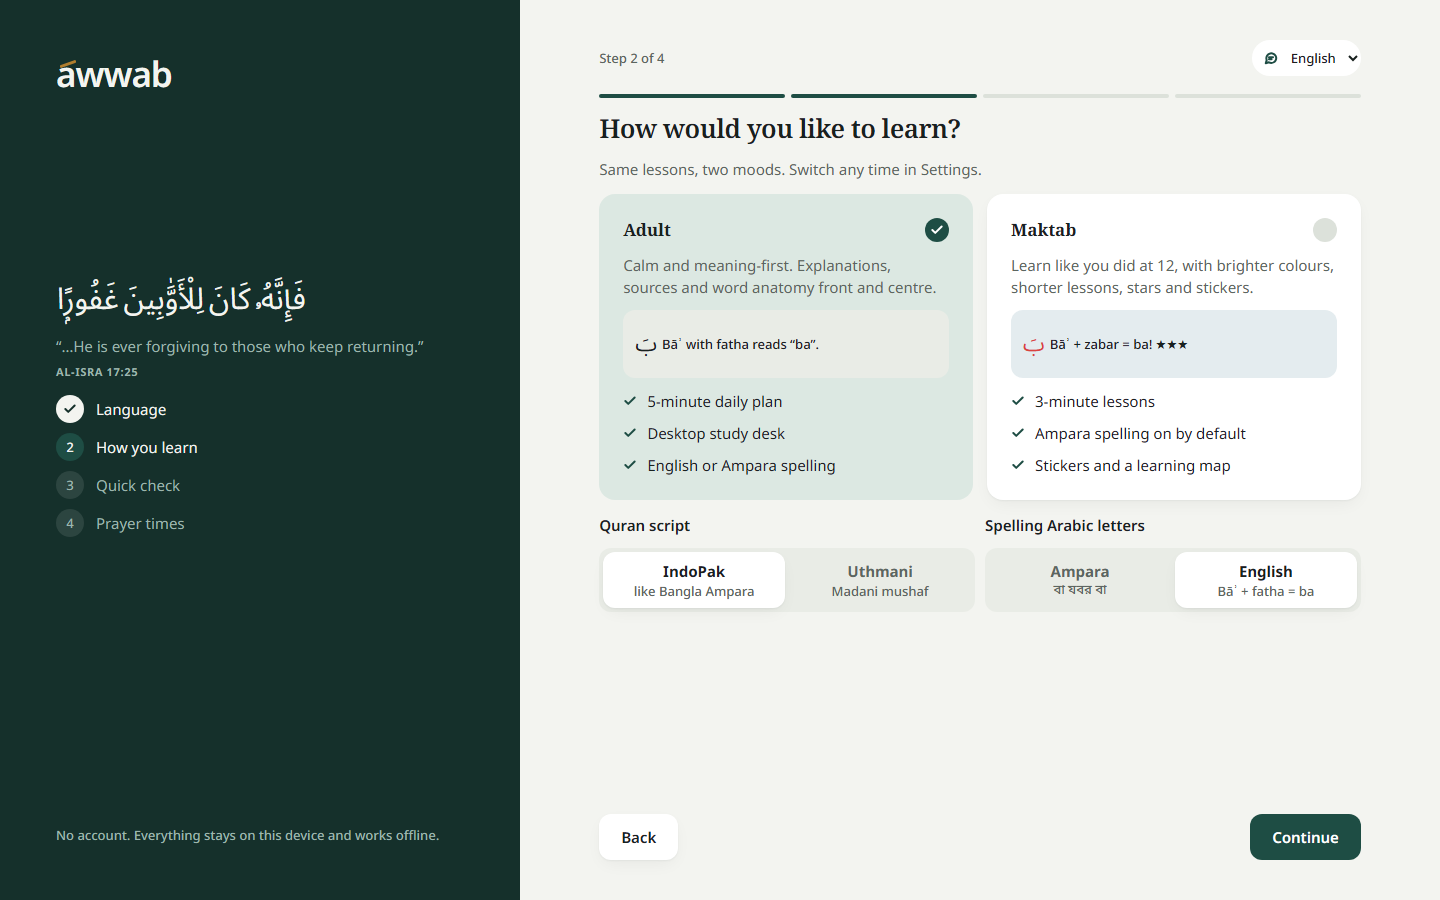 awwab
فَإِنَّهُۥ كَانَ لِلْأَوَّٰبِينَ غَفُورًۭا
“…He is ever forgiving to those who keep returning.”
AL-ISRA 17:25
Language
2 How you learn
3 Quick check
4 Prayer times
No account. Everything stays on this device and works offline.
Step 2 of 4
English
How would you like to learn?
Same lessons, two moods. Switch any time in Settings.
Adult
Calm and meaning-first. Explanations,
sources and word anatomy front and centre.
بَ Bāʾ with fatha reads “ba”.
5-minute daily plan
Desktop study desk
English or Ampara spelling
Maktab
Learn like you did at 12, with brighter colours,
shorter lessons, stars and stickers.
بَ Bāʾ + zabar = ba! ★★★
3-minute lessons
Ampara spelling on by default
Stickers and a learning map
Quran script
IndoPak
like Bangla Ampara
Uthmani
Madani mushaf
Spelling Arabic letters
Ampara
বা যবর বা
English
Bāʾ + fatha = ba
Back
Continue